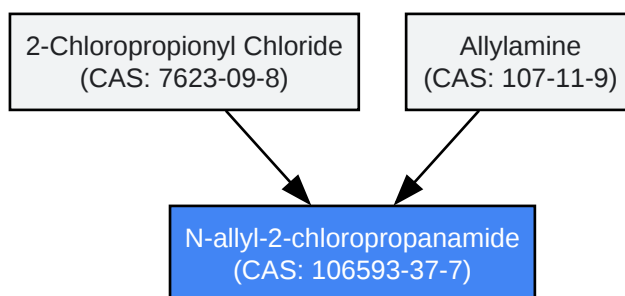 2-Chloropropionyl Chloride
(CAS: 7623-09-8)
Allylamine
(CAS: 107-11-9)
N-allyl-2-chloropropanamide
(CAS: 106593-37-7)